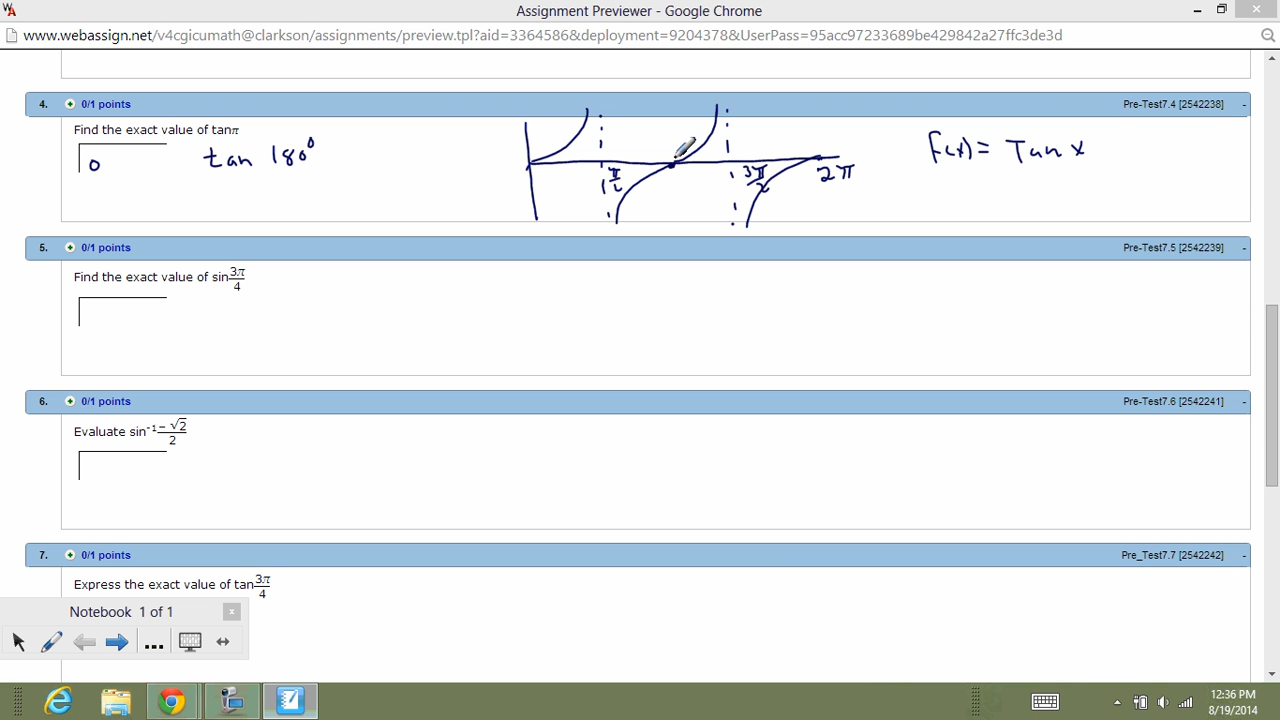 Assignment Previewer - Google Chrome
www.webassign.net/v4cgicumath@clarkson/assignments/preview.tpl?aid=3364586&deployment=9204378&UserPass=95acc97233689be429842a27ffc3de3d
4. 0/1 points Pre-Test7.4 [2542238] -
Find the exact value of tanπ
0 tan 180°
π/2 3π/2 2π
f(x) = Tan x
5. 0/1 points Pre-Test7.5 [2542239] -
Find the exact value of sin 3π/4
6. 0/1 points Pre-Test7.6 [2542241] -
Evaluate sin⁻¹ −√2/2
7. 0/1 points Pre_Test7.7 [2542242] -
Express the exact value of tan 3π/4
Notebook 1 of 1 x
12:36 PM
8/19/2014